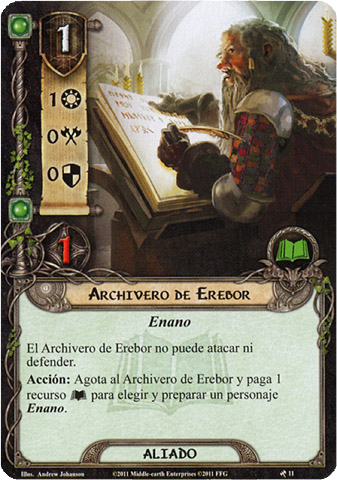 1
1
0
0
1
Archivero de Erebor
Enano
El Archivero de Erebor no puede atacar ni
defender.
Acción: Agota al Archivero de Erebor y paga 1
recurso para elegir y preparar un personaje
Enano.
ALIADO
Illus. Andrew Johanson ©2011 Middle-earth Enterprises ©2011 FFG 11